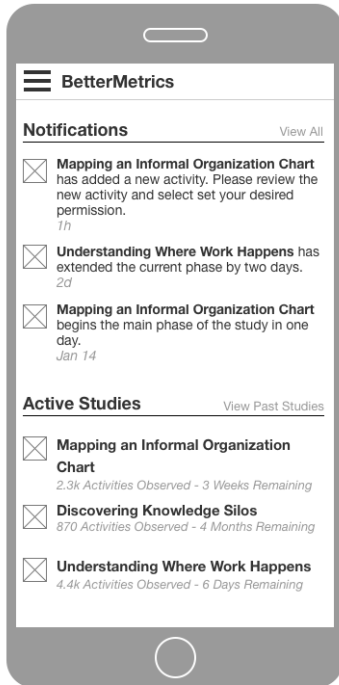 BetterMetrics
Notifications
View All
Mapping an Informal Organization Chart
has added a new activity. Please review the
new activity and select set your desired
permission.
1h
Understanding Where Work Happens has
extended the current phase by two days.
2d
Mapping an Informal Organization Chart
begins the main phase of the study in one
day.
Jan 14
Active Studies
View Past Studies
Mapping an Informal Organization
Chart
2.3k Activities Observed - 3 Weeks Remaining
Discovering Knowledge Silos
870 Activities Observed - 4 Months Remaining
Understanding Where Work Happens
4.4k Activities Observed - 6 Days Remaining